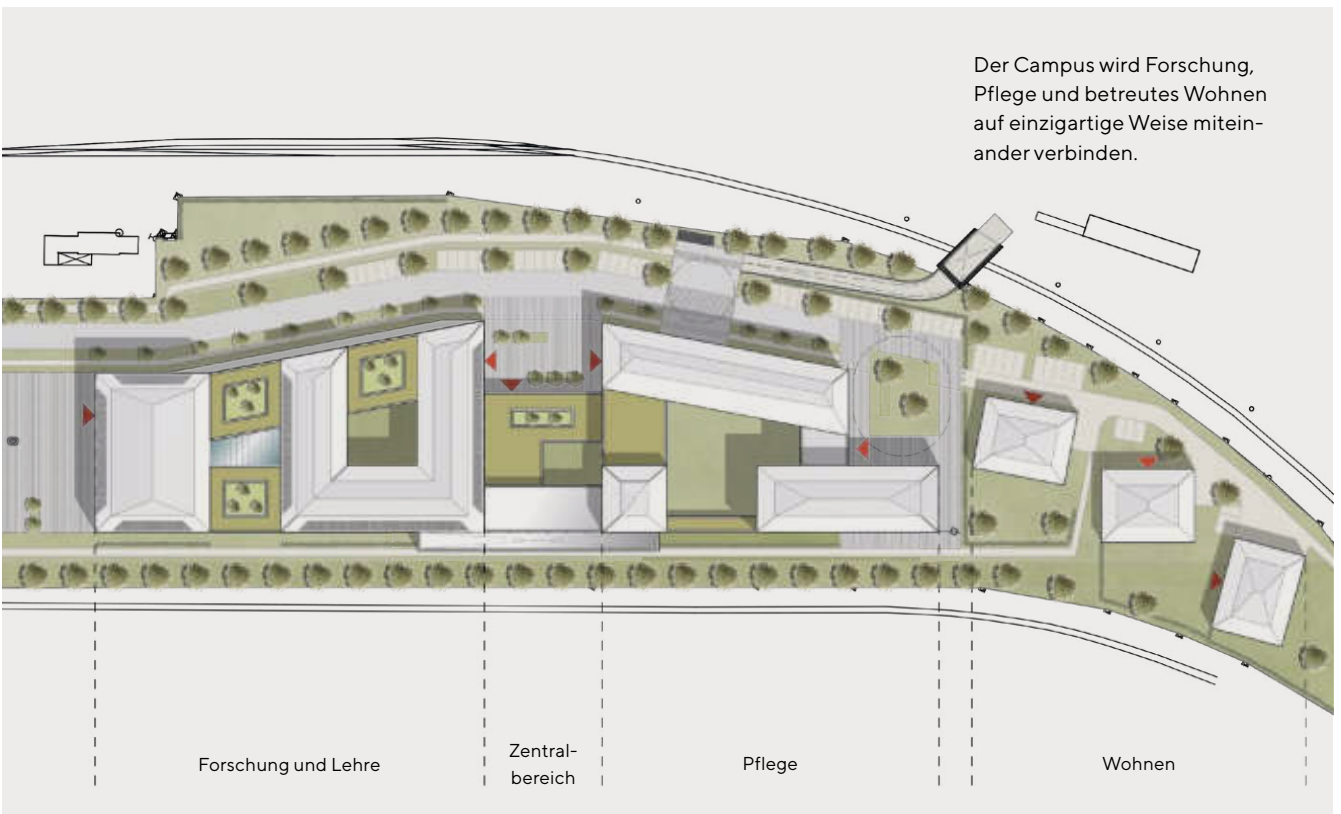 Der Campus wird Forschung,
Pflege und betreutes Wohnen
auf einzigartige Weise mitein-
ander verbinden.
Forschung und Lehre
Zentral-
bereich
Pflege
Wohnen